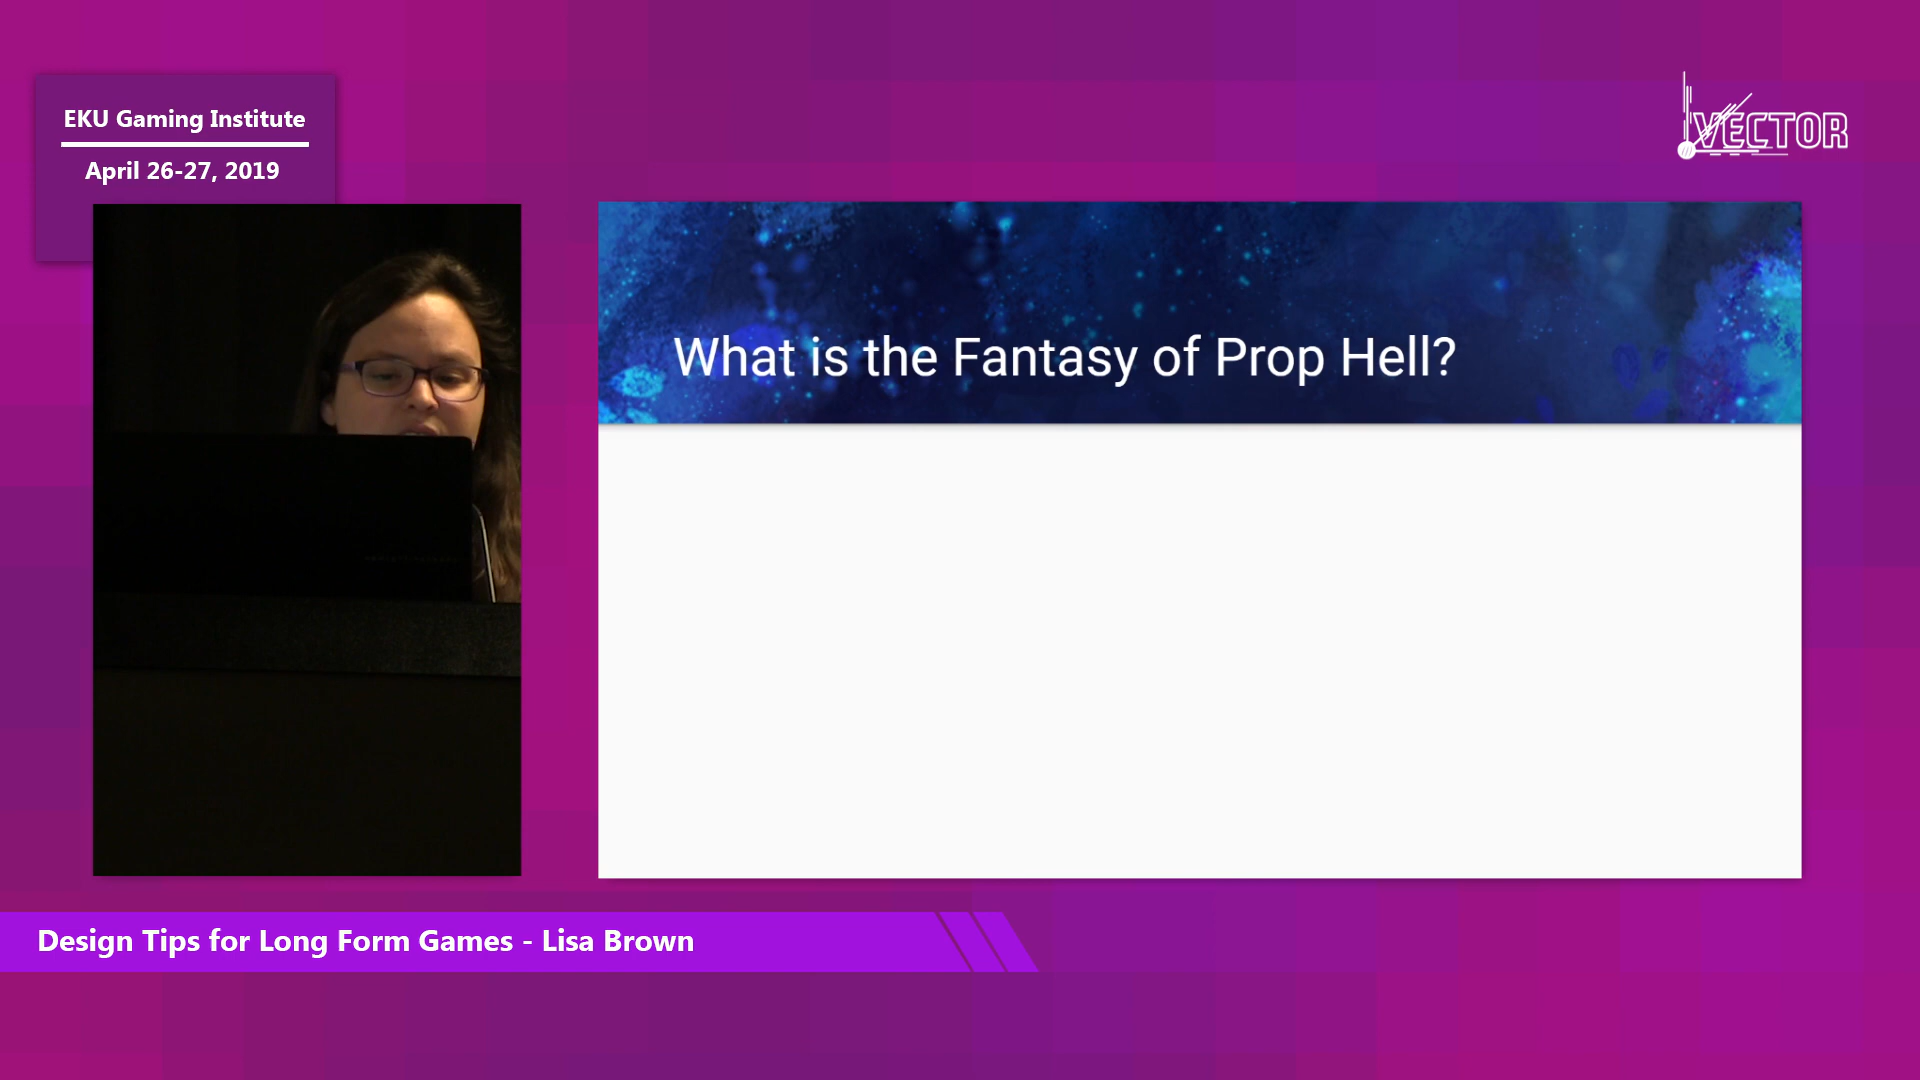 EKU Gaming Institute
April 26-27, 2019
VECTOR
What is the Fantasy of Prop Hell?
Design Tips for Long Form Games - Lisa Brown